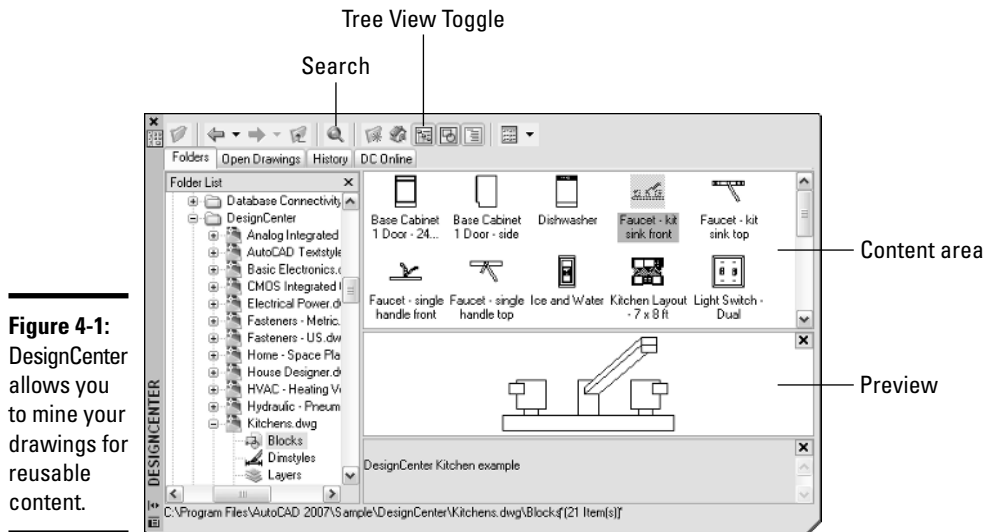 Tree View Toggle
Search
Folders Open Drawings History DC Online
Folder List
Database Connectivity
DesignCenter
Analog Integrated
AutoCAD Textstyle
Basic Electronics.
CMOS Integrated
Electrical Power.d
Fasteners - Metric.
Fasteners - US.dw
Home - Space Pla
House Designer.d
HVAC - Heating Ve
Hydraulic - Pneum
Kitchens.dwg
Blocks
Dimstyles
Layers
Base Cabinet
1 Door - 24...
Base Cabinet
1 Door - side
Dishwasher
Faucet - kit
sink front
Faucet - kit
sink top
Faucet - single
handle front
Faucet - single
handle top
Ice and Water
Kitchen Layout
- 7 x 8 ft
Light Switch -
Dual
Content area
Preview
DesignCenter Kitchen example
DESIGNCENTER
C:\Program Files\AutoCAD 2007\Sample\DesignCenter\Kitchens.dwg\Blocks (21 Item(s))
Figure 4-1:
DesignCenter
allows you
to mine your
drawings for
reusable
content.